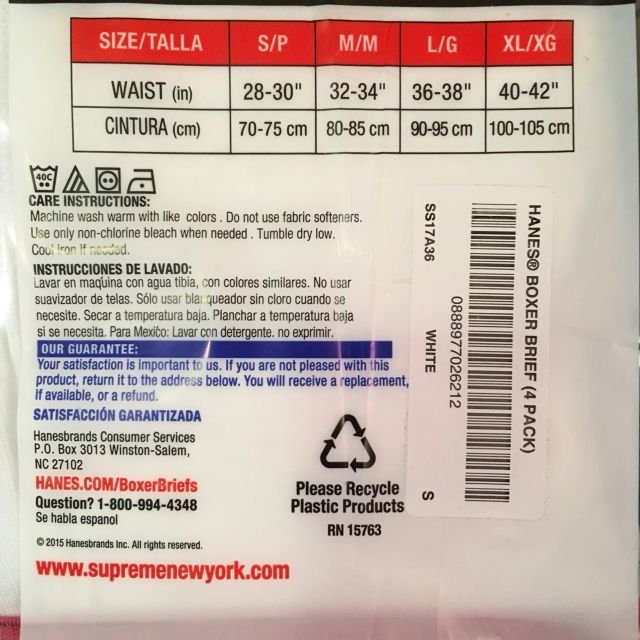 SIZE/TALLA S/P M/M L/G XL/XG
WAIST (in) 28-30" 32-34" 36-38" 40-42"
CINTURA (cm) 70-75 cm 80-85 cm 90-95 cm 100-105 cm
40C
CARE INSTRUCTIONS:
Machine wash warm with like colors . Do not use fabric softeners.
Use only non-chlorine bleach when needed . Tumble dry low.
Cool iron if needed.
INSTRUCCIONES DE LAVADO:
Lavar en maquina con agua tibia, con colores similares. No usar
suavizador de telas. Sólo usar blanqueador sin cloro cuando se
necesite. Secar a temperatura baja. Planchar a temperatura baja
si se necesita. Para Mexico: Lavar con detergente. no exprimir.
OUR GUARANTEE:
Your satisfaction is important to us. If you are not pleased with this
product, return it to the address below. You will receive a replacement,
if available, or a refund.
SATISFACCIÓN GARANTIZADA
Hanesbrands Consumer Services
P.O. Box 3013 Winston-Salem,
NC 27102
HANES.COM/BoxerBriefs
Question? 1-800-994-4348
Se habla espanol
© 2015 Hanesbrands Inc. All rights reserved.
www.supremenewyork.com
Please Recycle
Plastic Products
RN 15763
HANES® BOXER BRIEF (4 PACK)
0888977026212
SS17A36 WHITE S